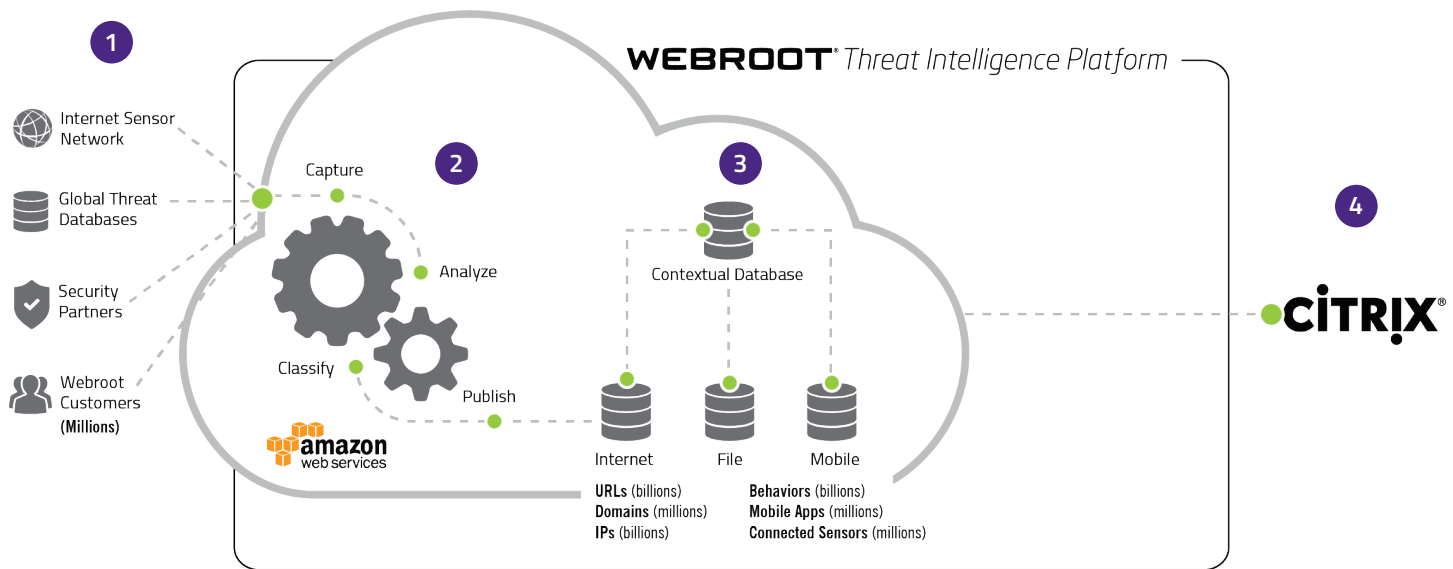 1
WEBROOT® Threat Intelligence Platform
Internet Sensor
Network
Global Threat
Databases
Security
Partners
Webroot
Customers
(Millions)
2
Capture
Analyze
Classify
Publish
amazon
web services
3
Contextual Database
Internet
File
Mobile
URLs (billions)
Domains (millions)
IPs (billions)
Behaviors (billions)
Mobile Apps (millions)
Connected Sensors (millions)
4
CİTRỊX®